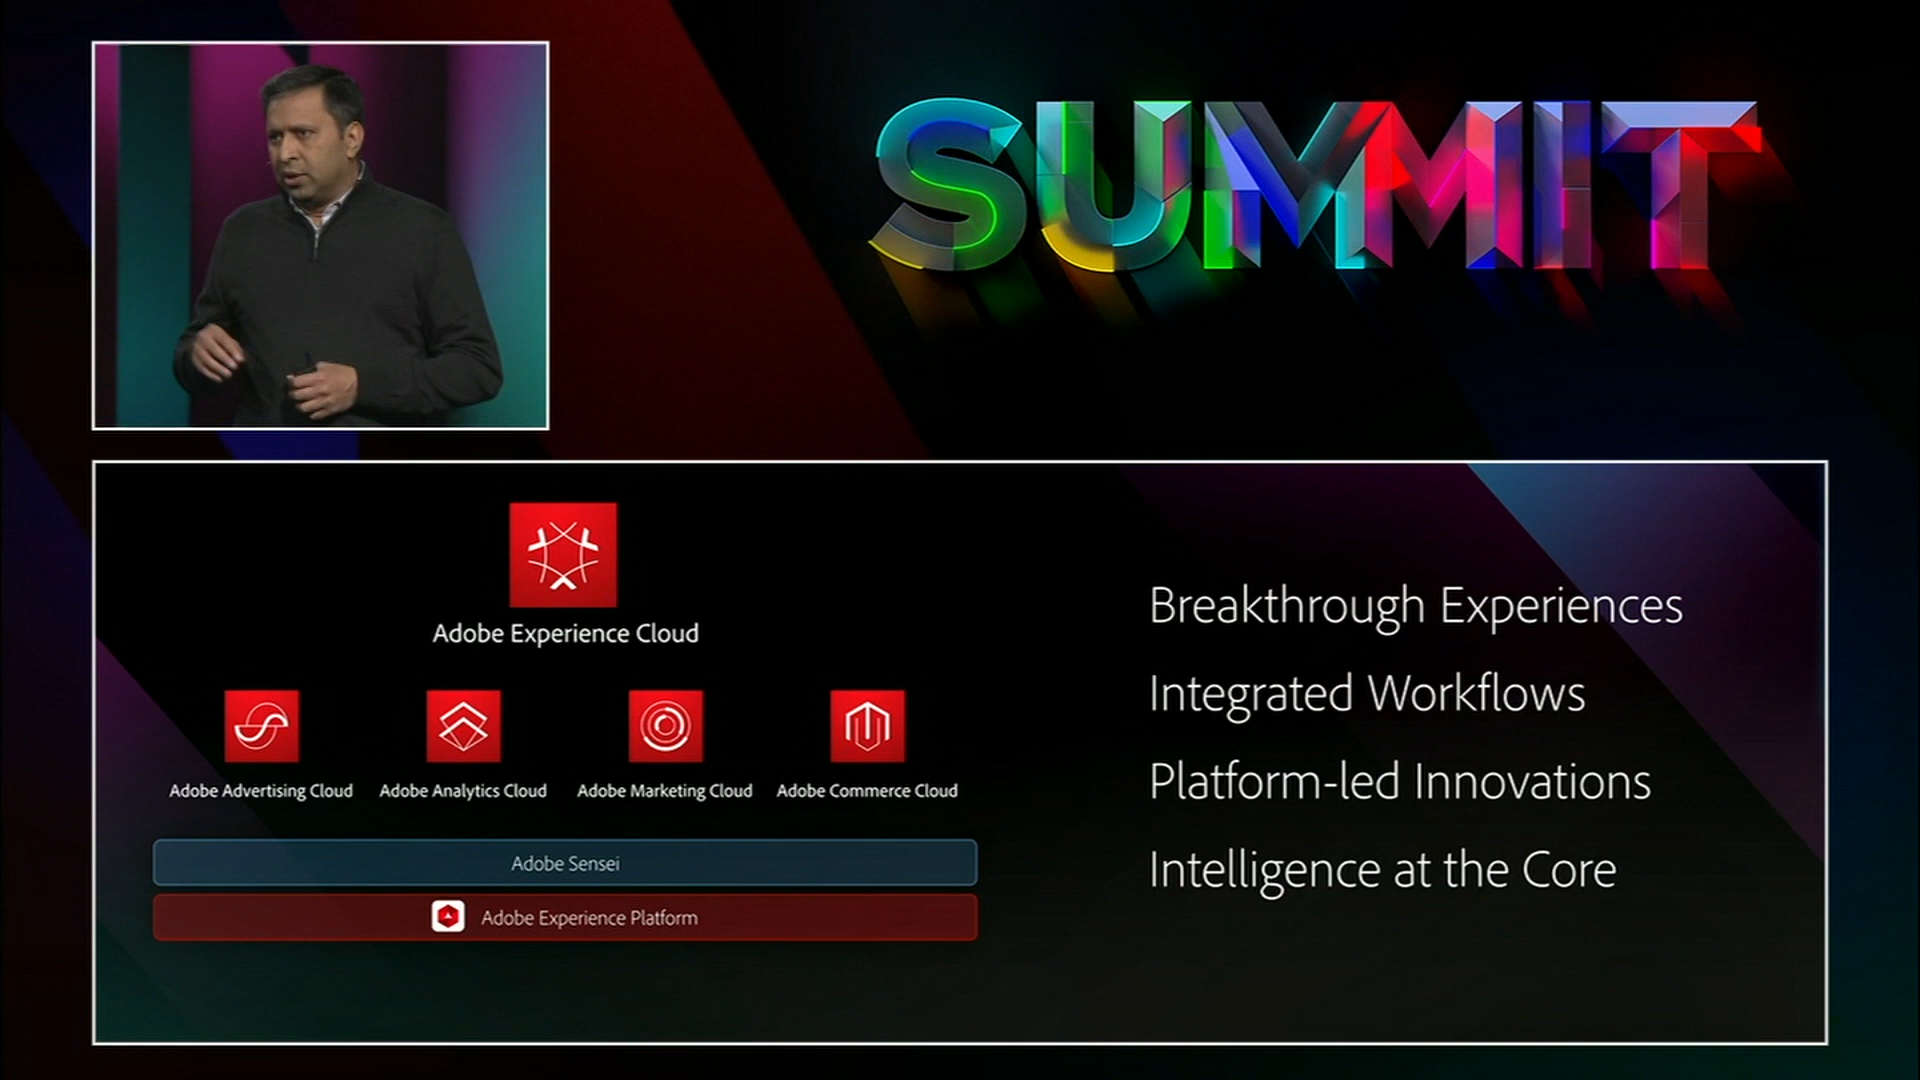 SUMMIT
Adobe Experience Cloud
Adobe Advertising Cloud
Adobe Analytics Cloud
Adobe Marketing Cloud
Adobe Commerce Cloud
Adobe Sensei
Adobe Experience Platform
Breakthrough Experiences
Integrated Workflows
Platform-led Innovations
Intelligence at the Core